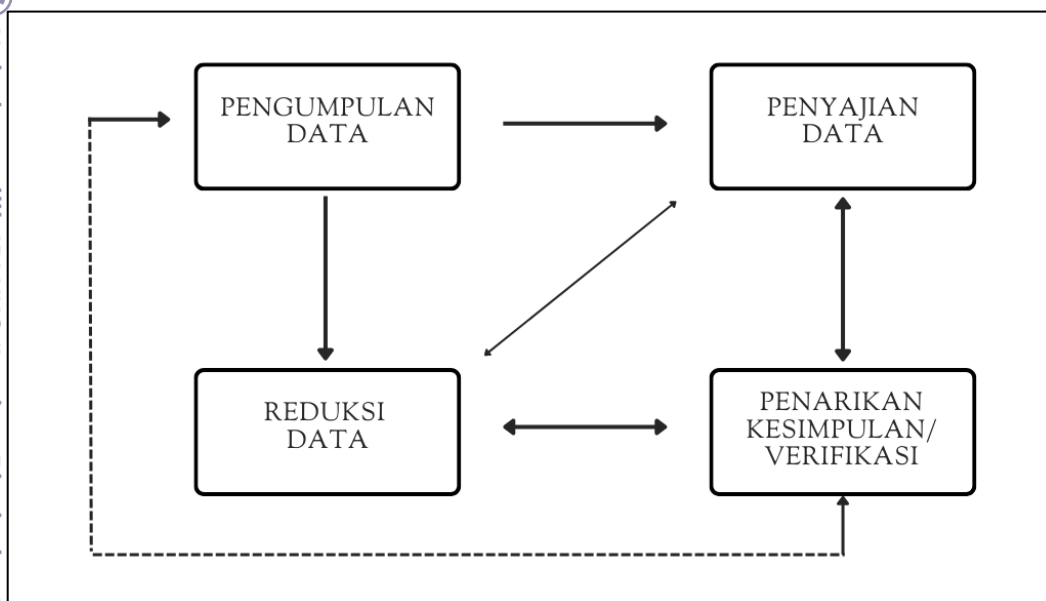 PENGUMPULAN
DATA
PENYAJIAN
DATA
REDUKSI
DATA
PENARIKAN
KESIMPULAN/
VERIFIKASI